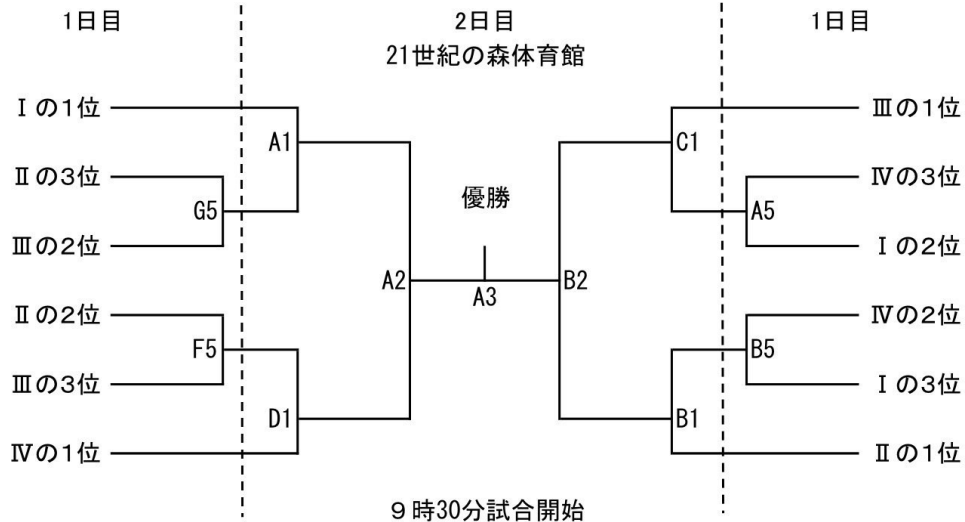 1日目
2日目
1日目
21世紀の森体育館
Ⅰの1位
Ⅲの1位
A1
C1
Ⅱの3位
Ⅳの3位
優勝
G5
A5
Ⅲの2位
Ⅰの2位
A2
B2
A3
Ⅱの2位
Ⅳの2位
F5
B5
Ⅲの3位
Ⅰの3位
D1
B1
Ⅳの1位
Ⅱの1位
９時30分試合開始